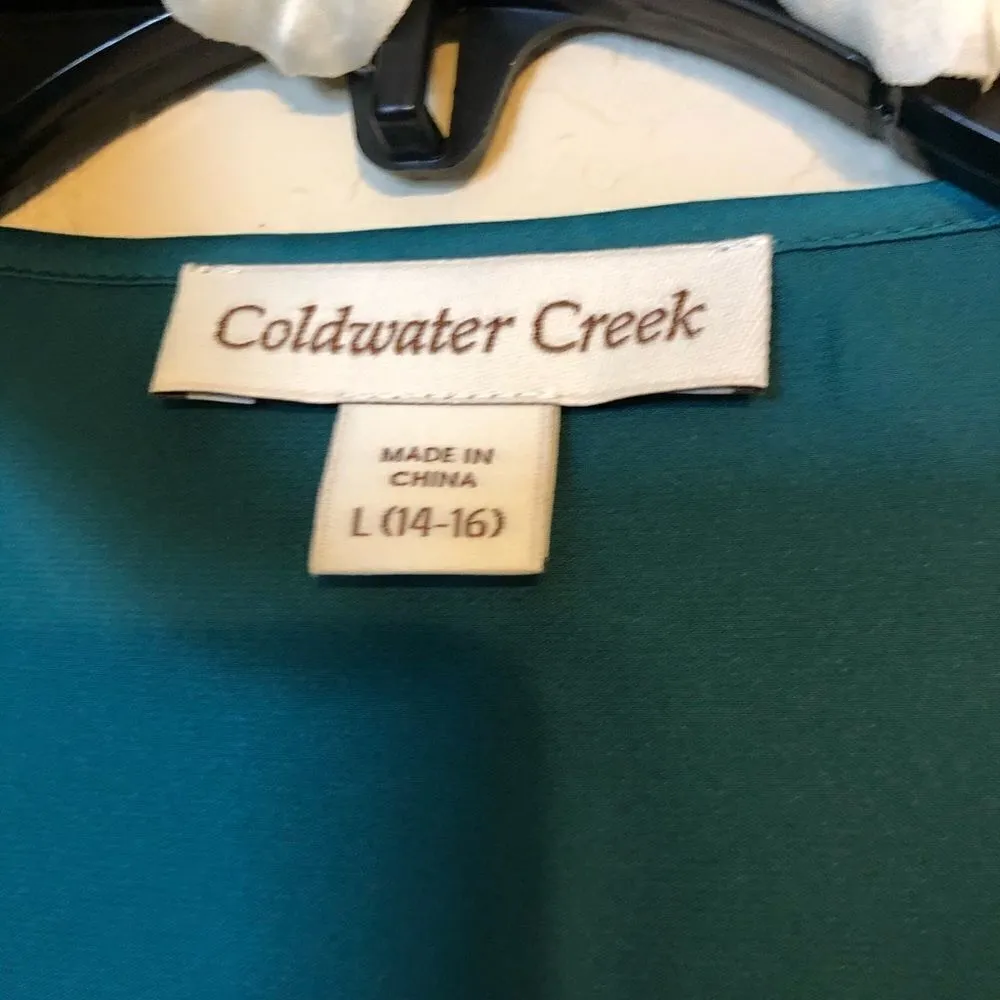 Coldwater Creek
MADE IN
CHINA
L (14-16)